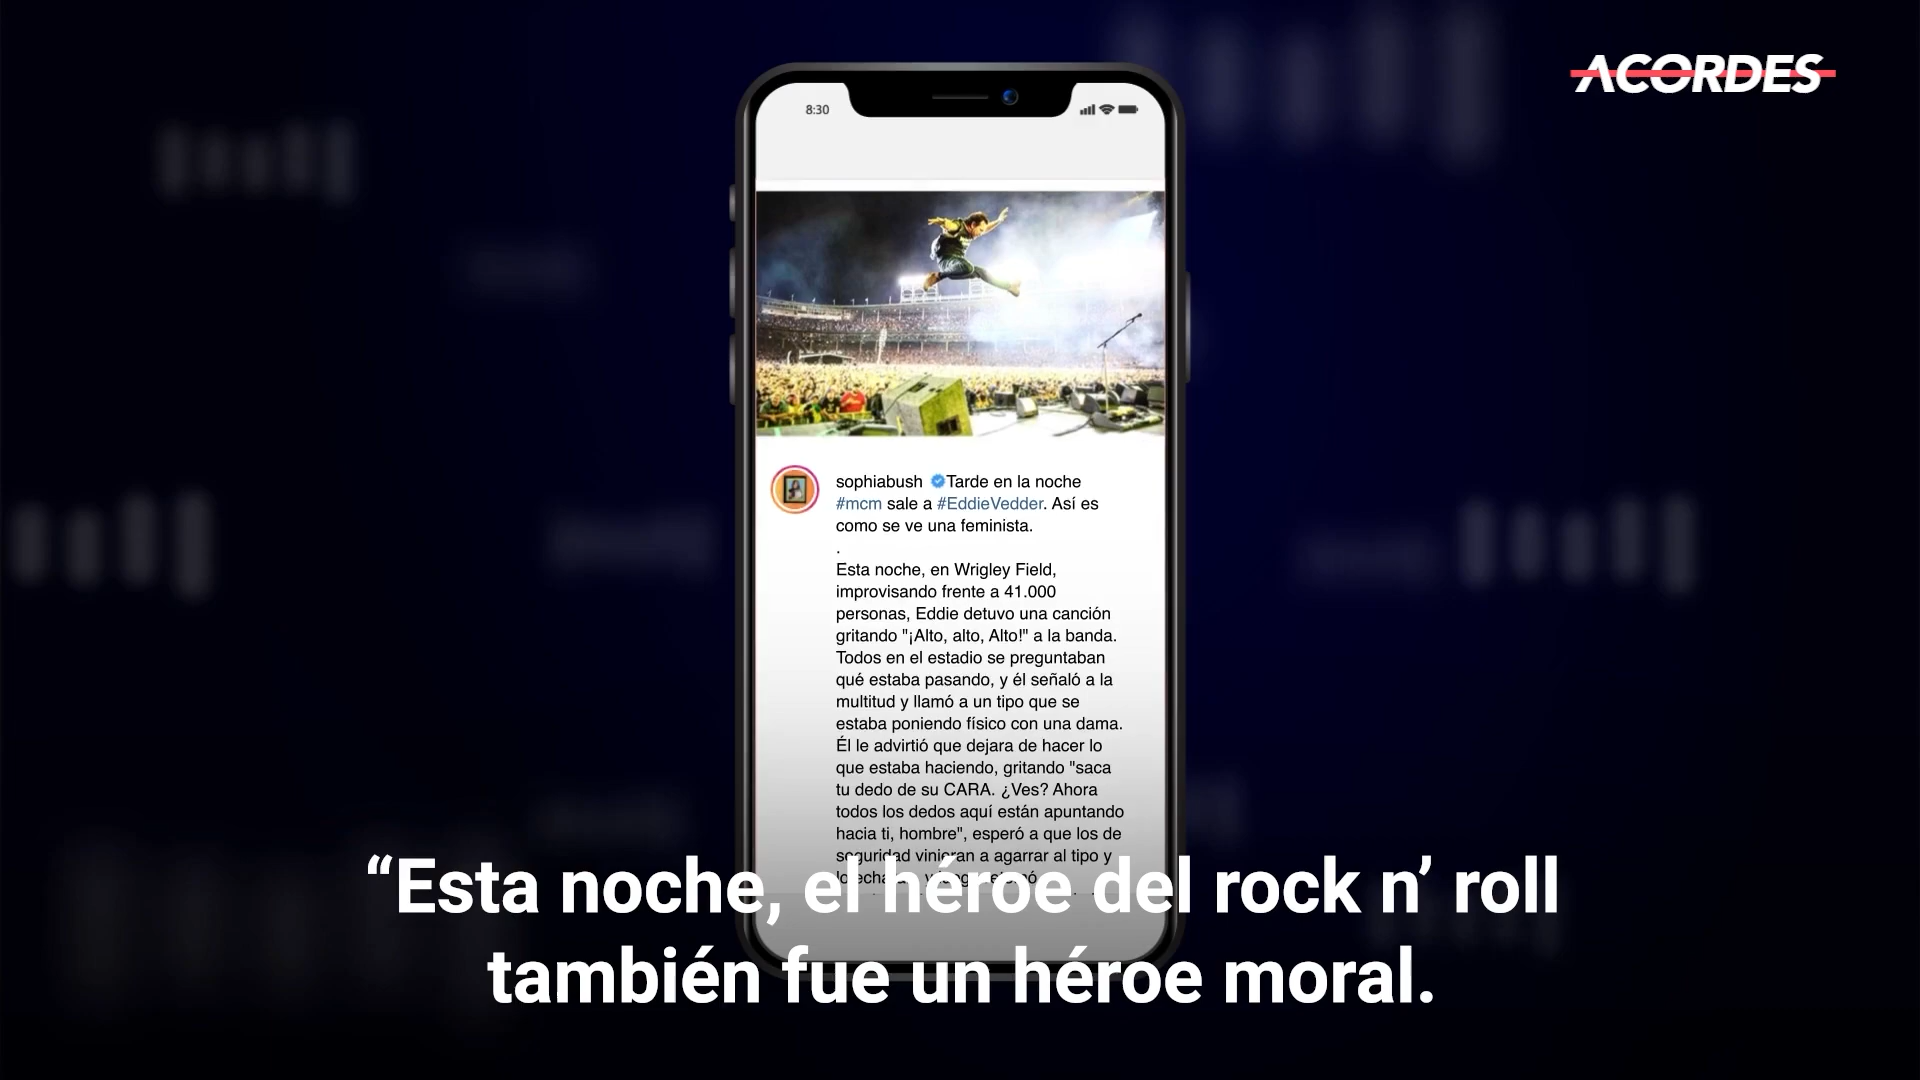 ACORDES
8:30
sophiabush Tarde en la noche
#mcm sale a #EddieVedder. Así es
como se ve una feminista.
.
Esta noche, en Wrigley Field,
improvisando frente a 41.000
personas, Eddie detuvo una canción
gritando "¡Alto, alto, Alto!" a la banda.
Todos en el estadio se preguntaban
qué estaba pasando, y él señaló a la
multitud y llamó a un tipo que se
estaba poniendo físico con una dama.
Él le advirtió que dejara de hacer lo
que estaba haciendo, gritando "saca
tu dedo de su CARA. ¿Ves? Ahora
todos los dedos aquí están apuntando
hacia ti, hombre", esperó a que los de
seguridad vinieran a agarrar al tipo y
“Esta noche, el héroe del rock n’ roll
también fue un héroe moral.